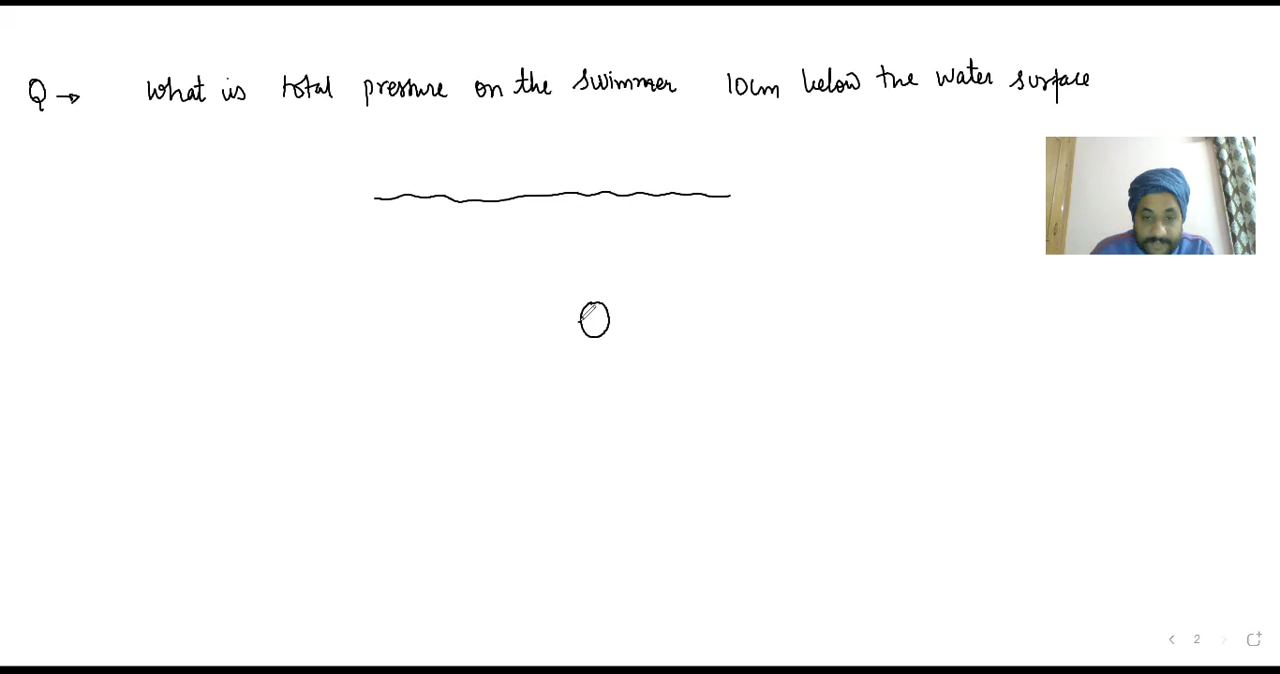 Q → What is total pressure on the swimmer 10cm below the water surface
2